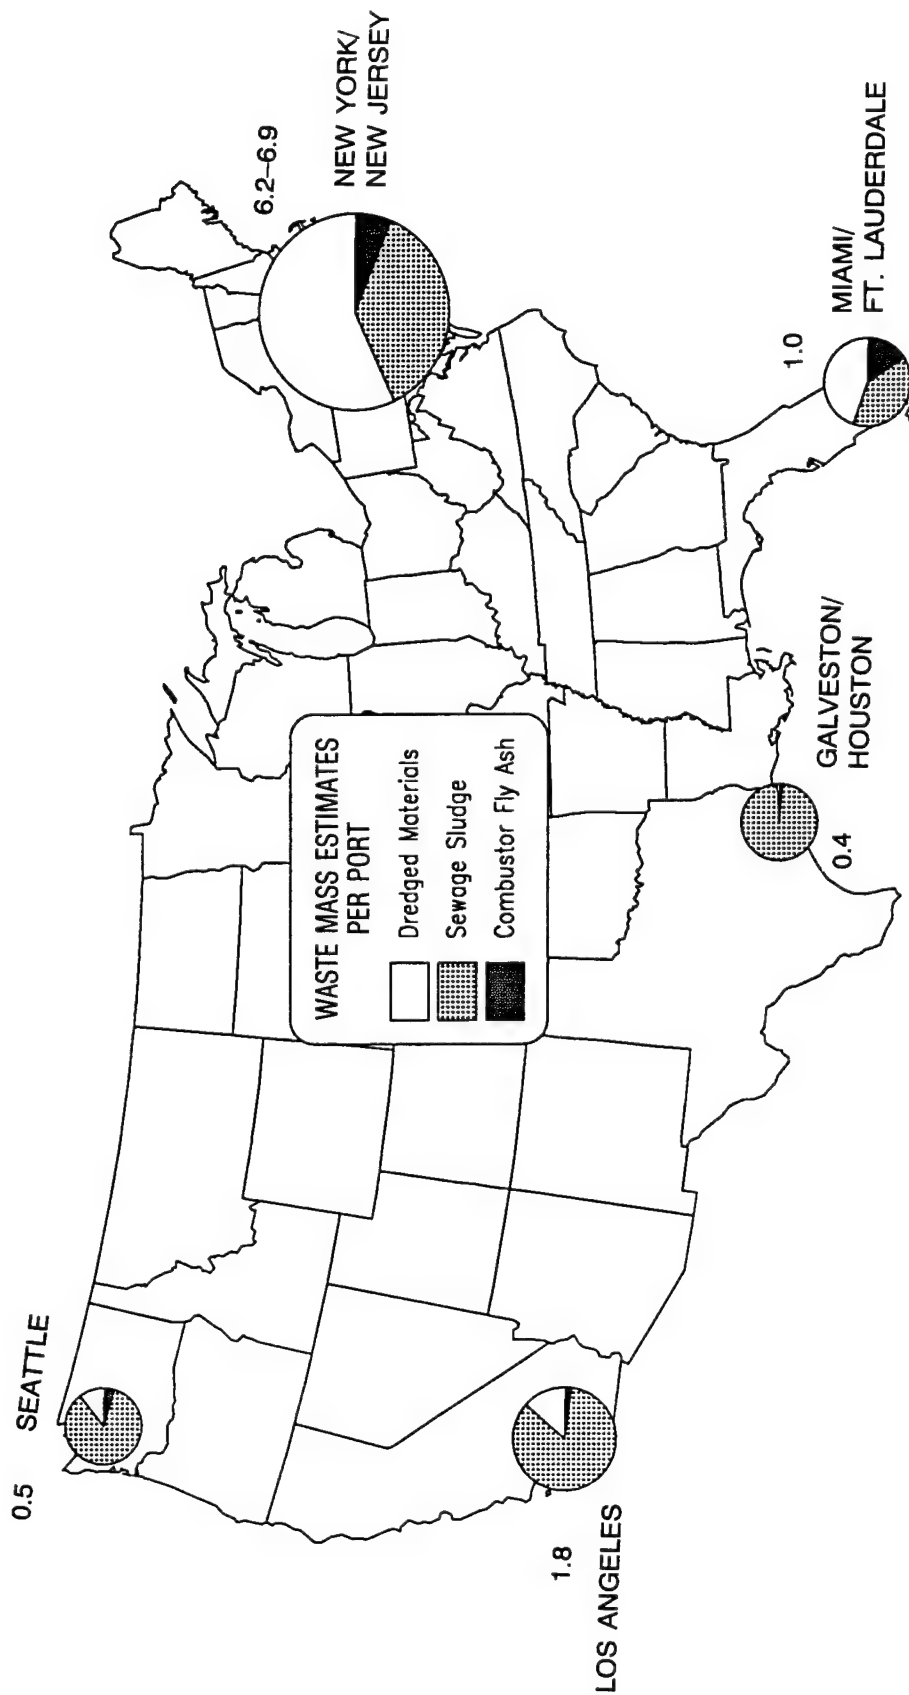 WASTE MASS ESTIMATES
PER PORT
Dredged Materials
Sewage Sludge
Combustor Fly Ash
0.5
SEATTLE
1.8
LOS ANGELES
GALVESTON/
HOUSTON
0.4
1.0
MIAMI/
FT. LAUDERDALE
6.2–6.9
NEW YORK/
NEW JERSEY